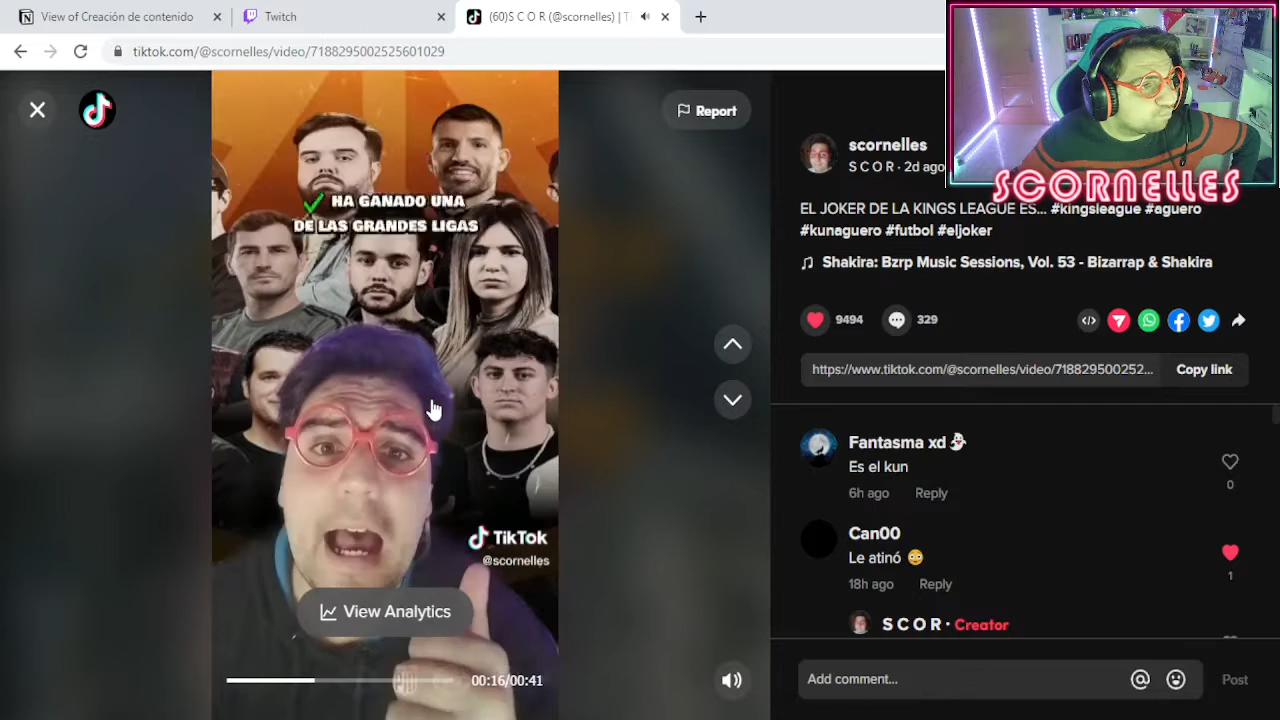 View of Creación de contenido
Twitch
(60)S C O R (@scornelles) | T
tiktok.com/@scornelles/video/7188295002525601029
Report
HA GANADO UNA
DE LAS GRANDES LIGAS
TikTok
@scornelles
View Analytics
00:16/00:41
SCORNELLES
scornelles
S C O R · 2d ago
EL JOKER DE LA KINGS LEAGUE ES... #kingsleague #aguero
#kunaguero #futbol #eljoker
Shakira: Bzrp Music Sessions, Vol. 53 - Bizarrap & Shakira
9494
329
https://www.tiktok.com/@scornelles/video/718829500252...
Copy link
Fantasma xd
Es el kun
6h ago
Reply
0
Can00
Le atinó
18h ago
Reply
1
S C O R · Creator
Add comment...
Post